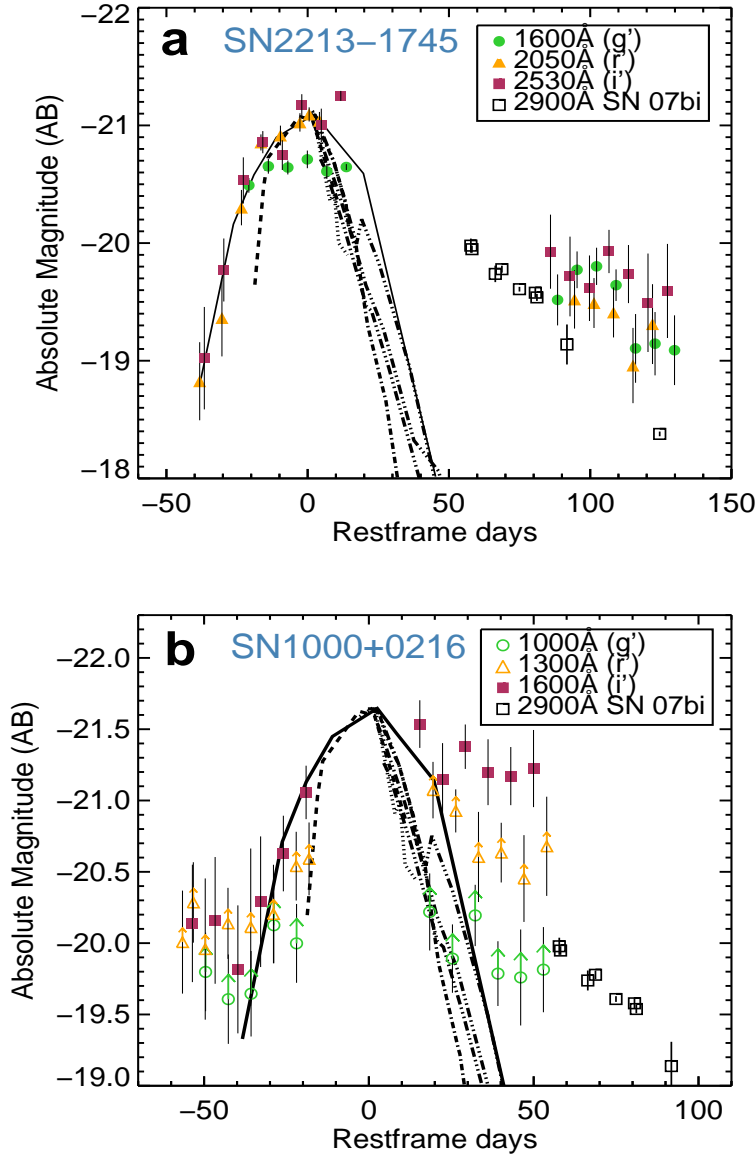 a SN2213−1745
1600Å (g')
2050Å (r')
2530Å (i')
2900Å SN 07bi
Absolute Magnitude (AB)
−22
−21
−20
−19
−18
−50 0 50 100 150
Restframe days
b SN1000+0216
1000Å (g')
1300Å (r')
1600Å (i')
2900Å SN 07bi
Absolute Magnitude (AB)
−22.0
−21.5
−21.0
−20.5
−20.0
−19.5
−19.0
−50 0 50 100
Restframe days